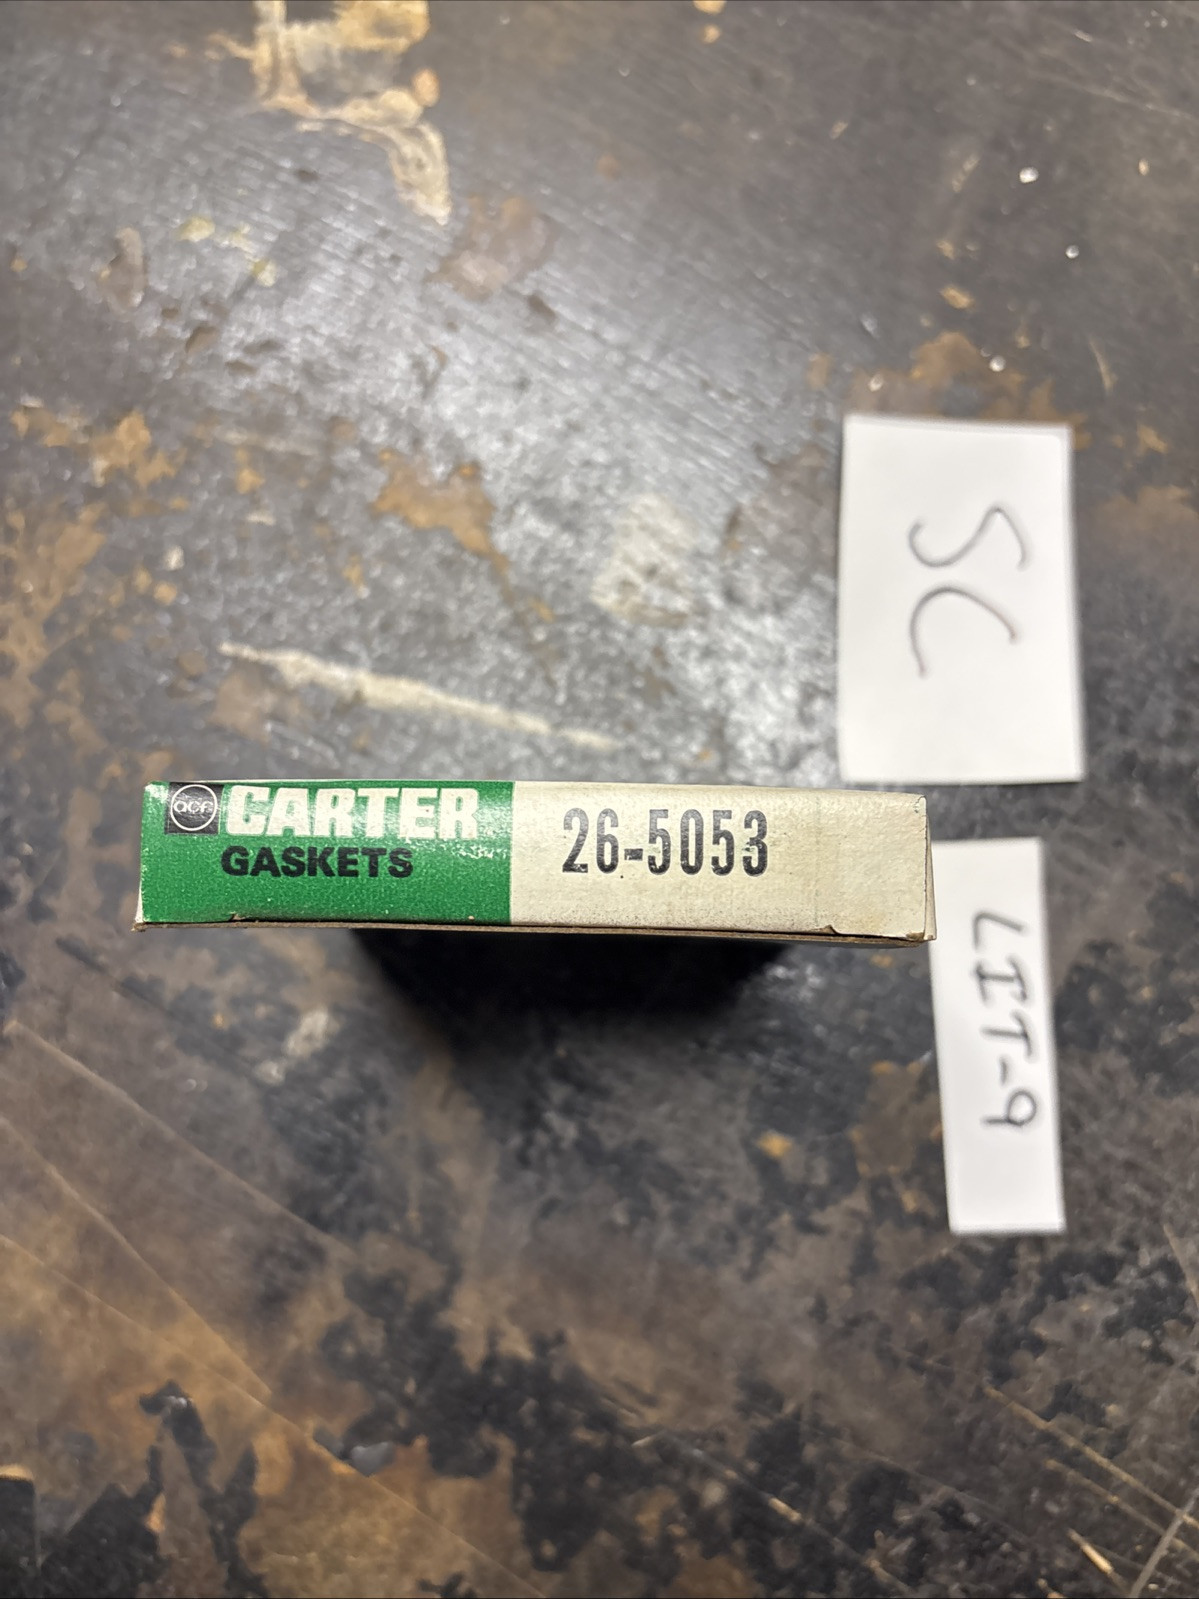 SC
acf CARTER
GASKETS
26-5053
LIT-9